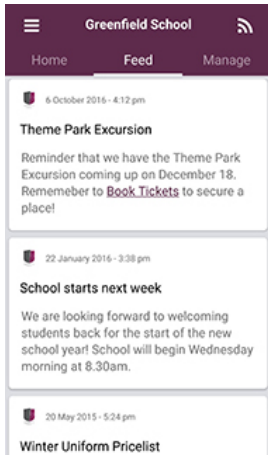 Greenfield School
Home Feed Manage
6 October 2016 - 4:12 pm
Theme Park Excursion
Reminder that we have the Theme Park
Excursion coming up on December 18.
Rememeber to Book Tickets to secure a
place!
22 January 2016 - 3:38 pm
School starts next week
We are looking forward to welcoming
students back for the start of the new
school year! School will begin Wednesday
morning at 8.30am.
20 May 2015 - 5:24 pm
Winter Uniform Pricelist